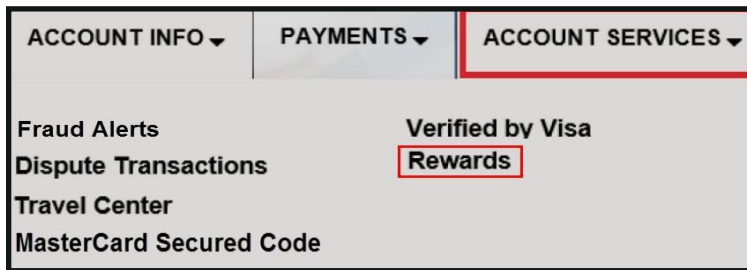 ACCOUNT INFO PAYMENTS ACCOUNT SERVICES
Fraud Alerts
Verified by Visa
Dispute Transactions
Rewards
Travel Center
MasterCard Secured Code